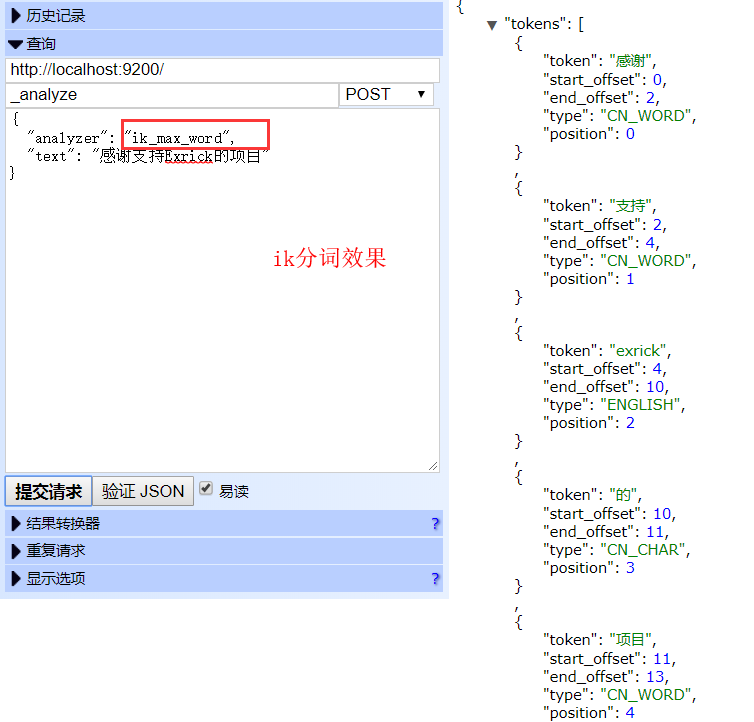 历史记录
查询
http://localhost:9200/
_analyze
POST
{
"analyzer": "ik_max_word",
"text": "感谢支持Exrick的项目"
}
ik分词效果
提交请求
验证 JSON
易读
结果转换器 ?
重复请求
显示选项 ?
{
"tokens": [
{
"token": "感谢",
"start_offset": 0,
"end_offset": 2,
"type": "CN_WORD",
"position": 0
}
,
{
"token": "支持",
"start_offset": 2,
"end_offset": 4,
"type": "CN_WORD",
"position": 1
}
,
{
"token": "exrick",
"start_offset": 4,
"end_offset": 10,
"type": "ENGLISH",
"position": 2
}
,
{
"token": "的",
"start_offset": 10,
"end_offset": 11,
"type": "CN_CHAR",
"position": 3
}
,
{
"token": "项目",
"start_offset": 11,
"end_offset": 13,
"type": "CN_WORD",
"position": 4